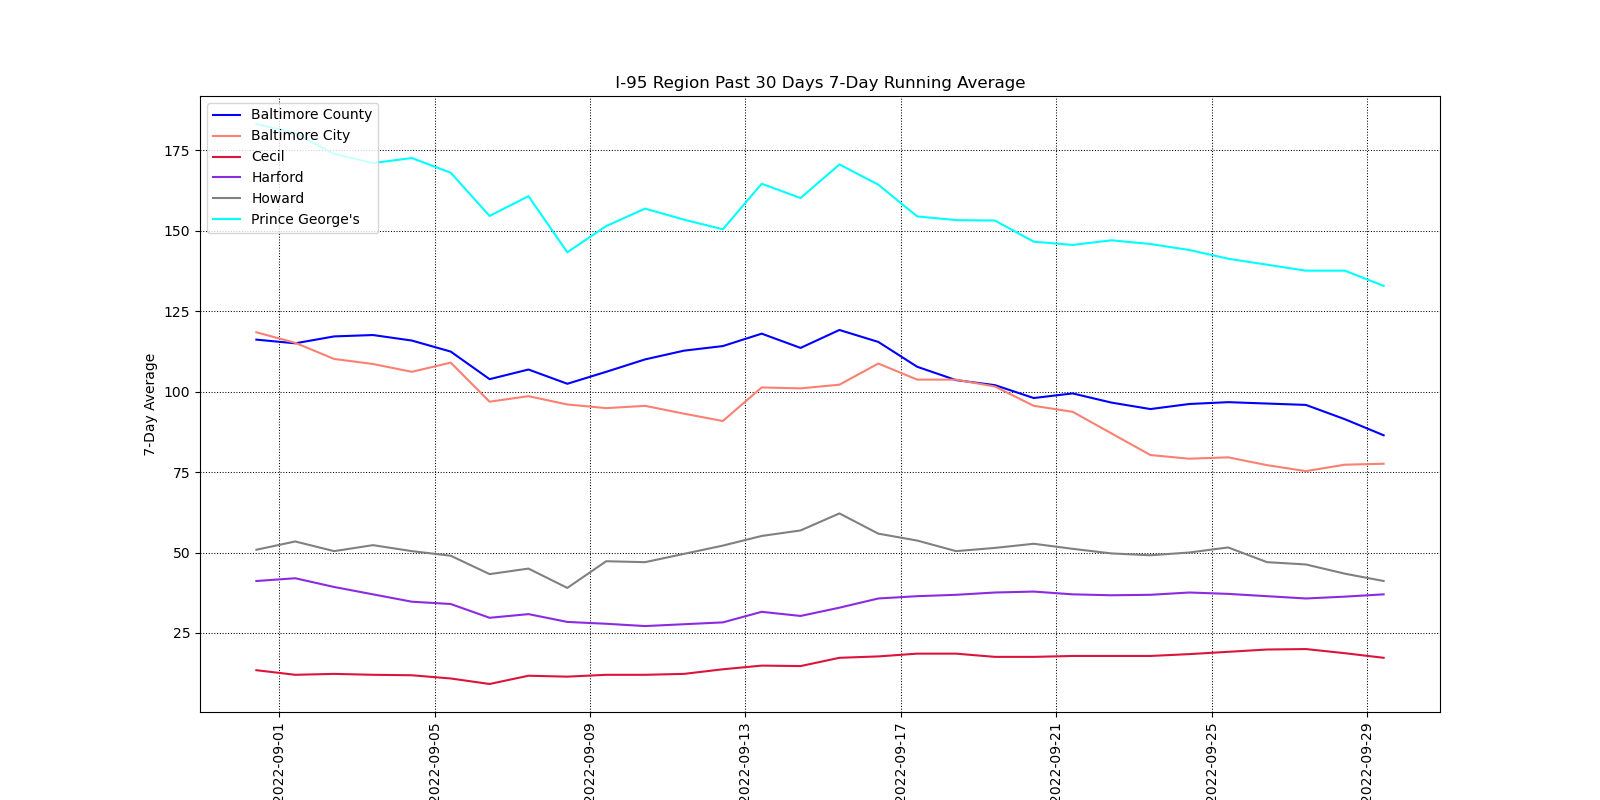 I-95 Region Past 30 Days 7-Day Running Average
Baltimore County
Baltimore City
Cecil
Harford
Howard
Prince George's
175
150
125
100
75
50
25
7-Day Average
2022-09-01
2022-09-05
2022-09-09
2022-09-13
2022-09-17
2022-09-21
2022-09-25
2022-09-29